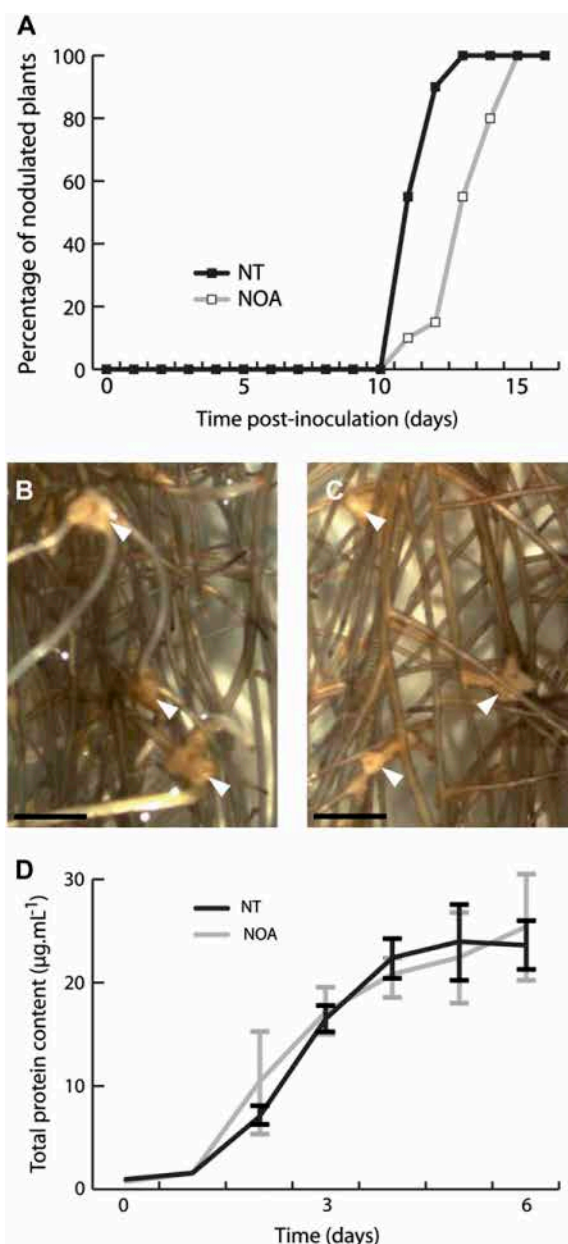 A
Percentage of nodulated plants
100
80
60
40
20
0
NT
NOA
0 5 10 15
Time post-inoculation (days)
B C
D
Total protein content (µg.mL⁻¹)
30
20
10
0
NT
NOA
0 3 6
Time (days)